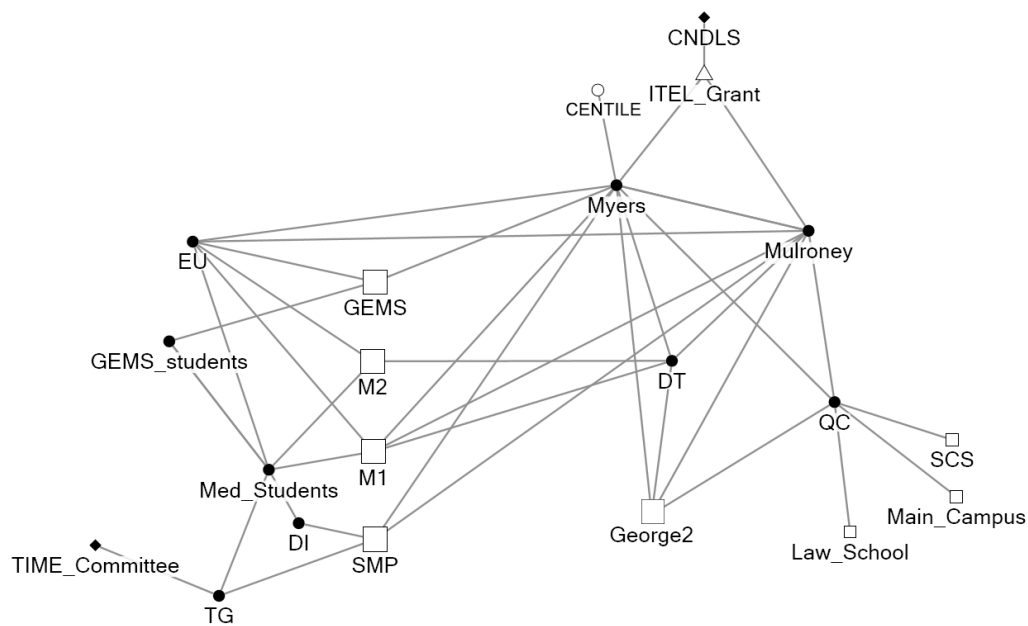 CNDLS
ITEL_Grant
CENTILE
Myers
Mulroney
EU
GEMS
GEMS_students
M2
DT
QC
SCS
M1
Med_Students
Main_Campus
George2
Law_School
DI
SMP
TIME_Committee
TG